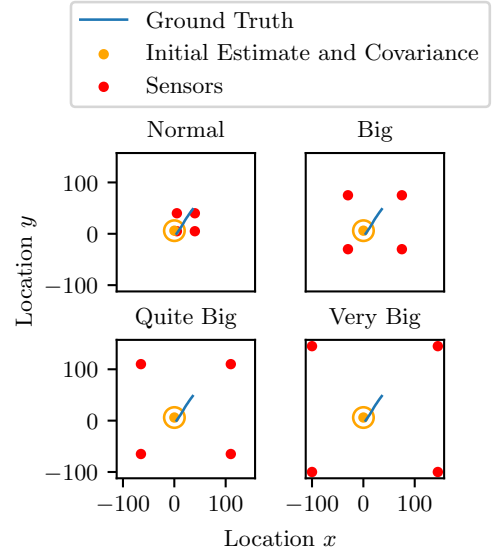 Ground Truth
Initial Estimate and Covariance
Sensors
Normal
Big
100
0
−100
Location y
Quite Big
Very Big
100
0
−100
−100 0 100
−100 0 100
Location x